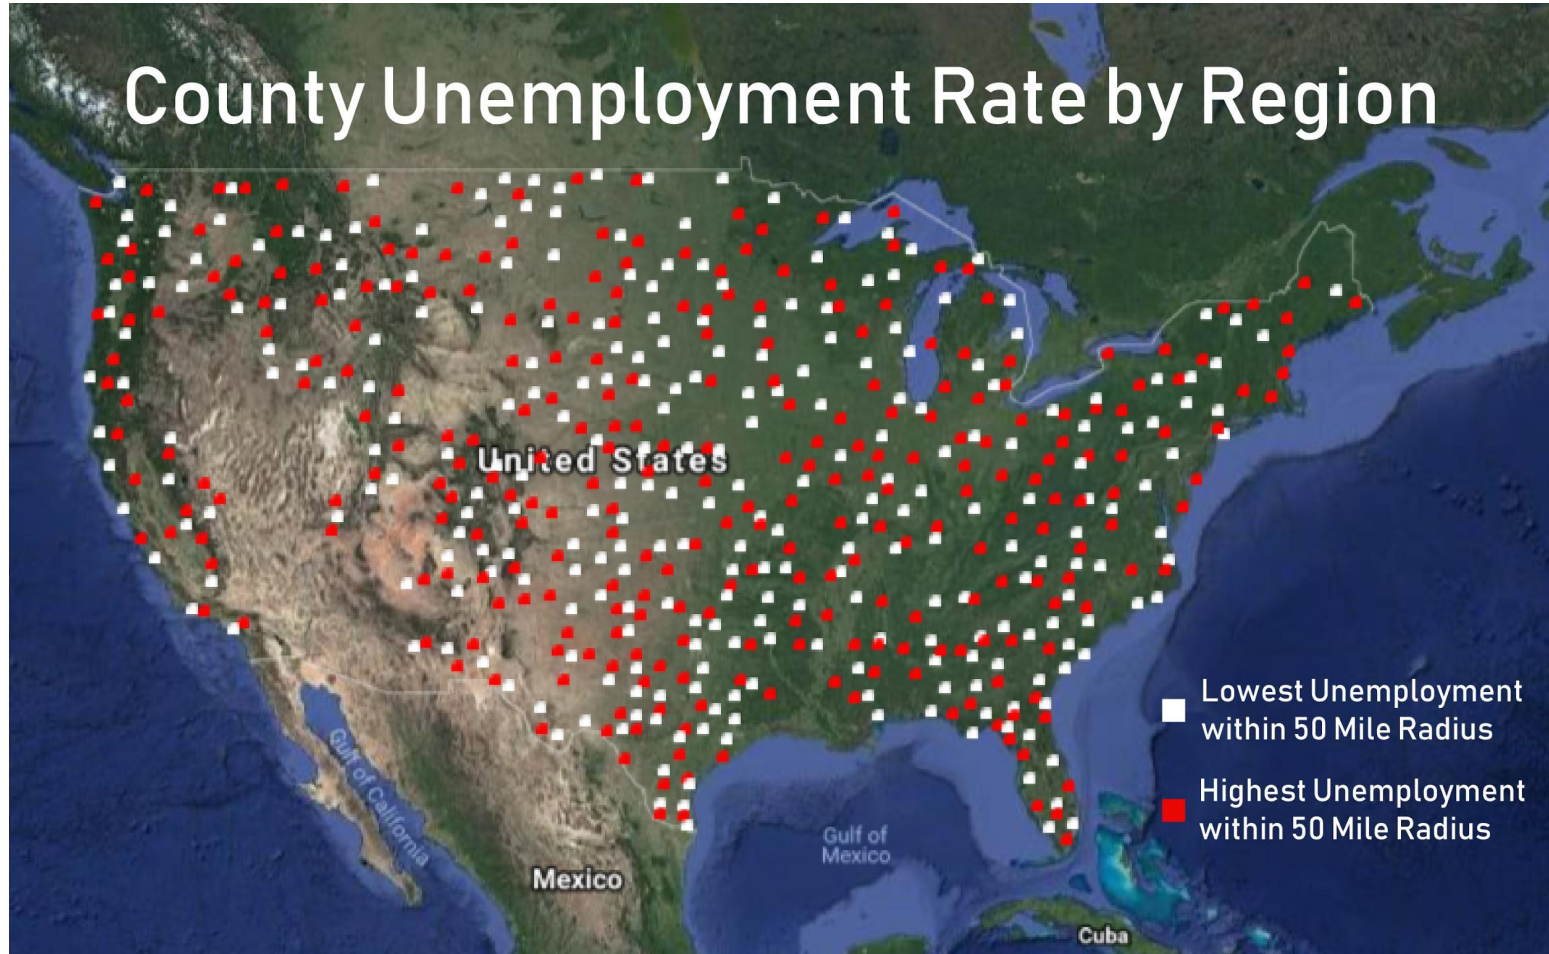 County Unemployment Rate by Region
United States
Lowest Unemployment
within 50 Mile Radius
Highest Unemployment
within 50 Mile Radius
Gulf of California
Gulf of
Mexico
Mexico
Cuba